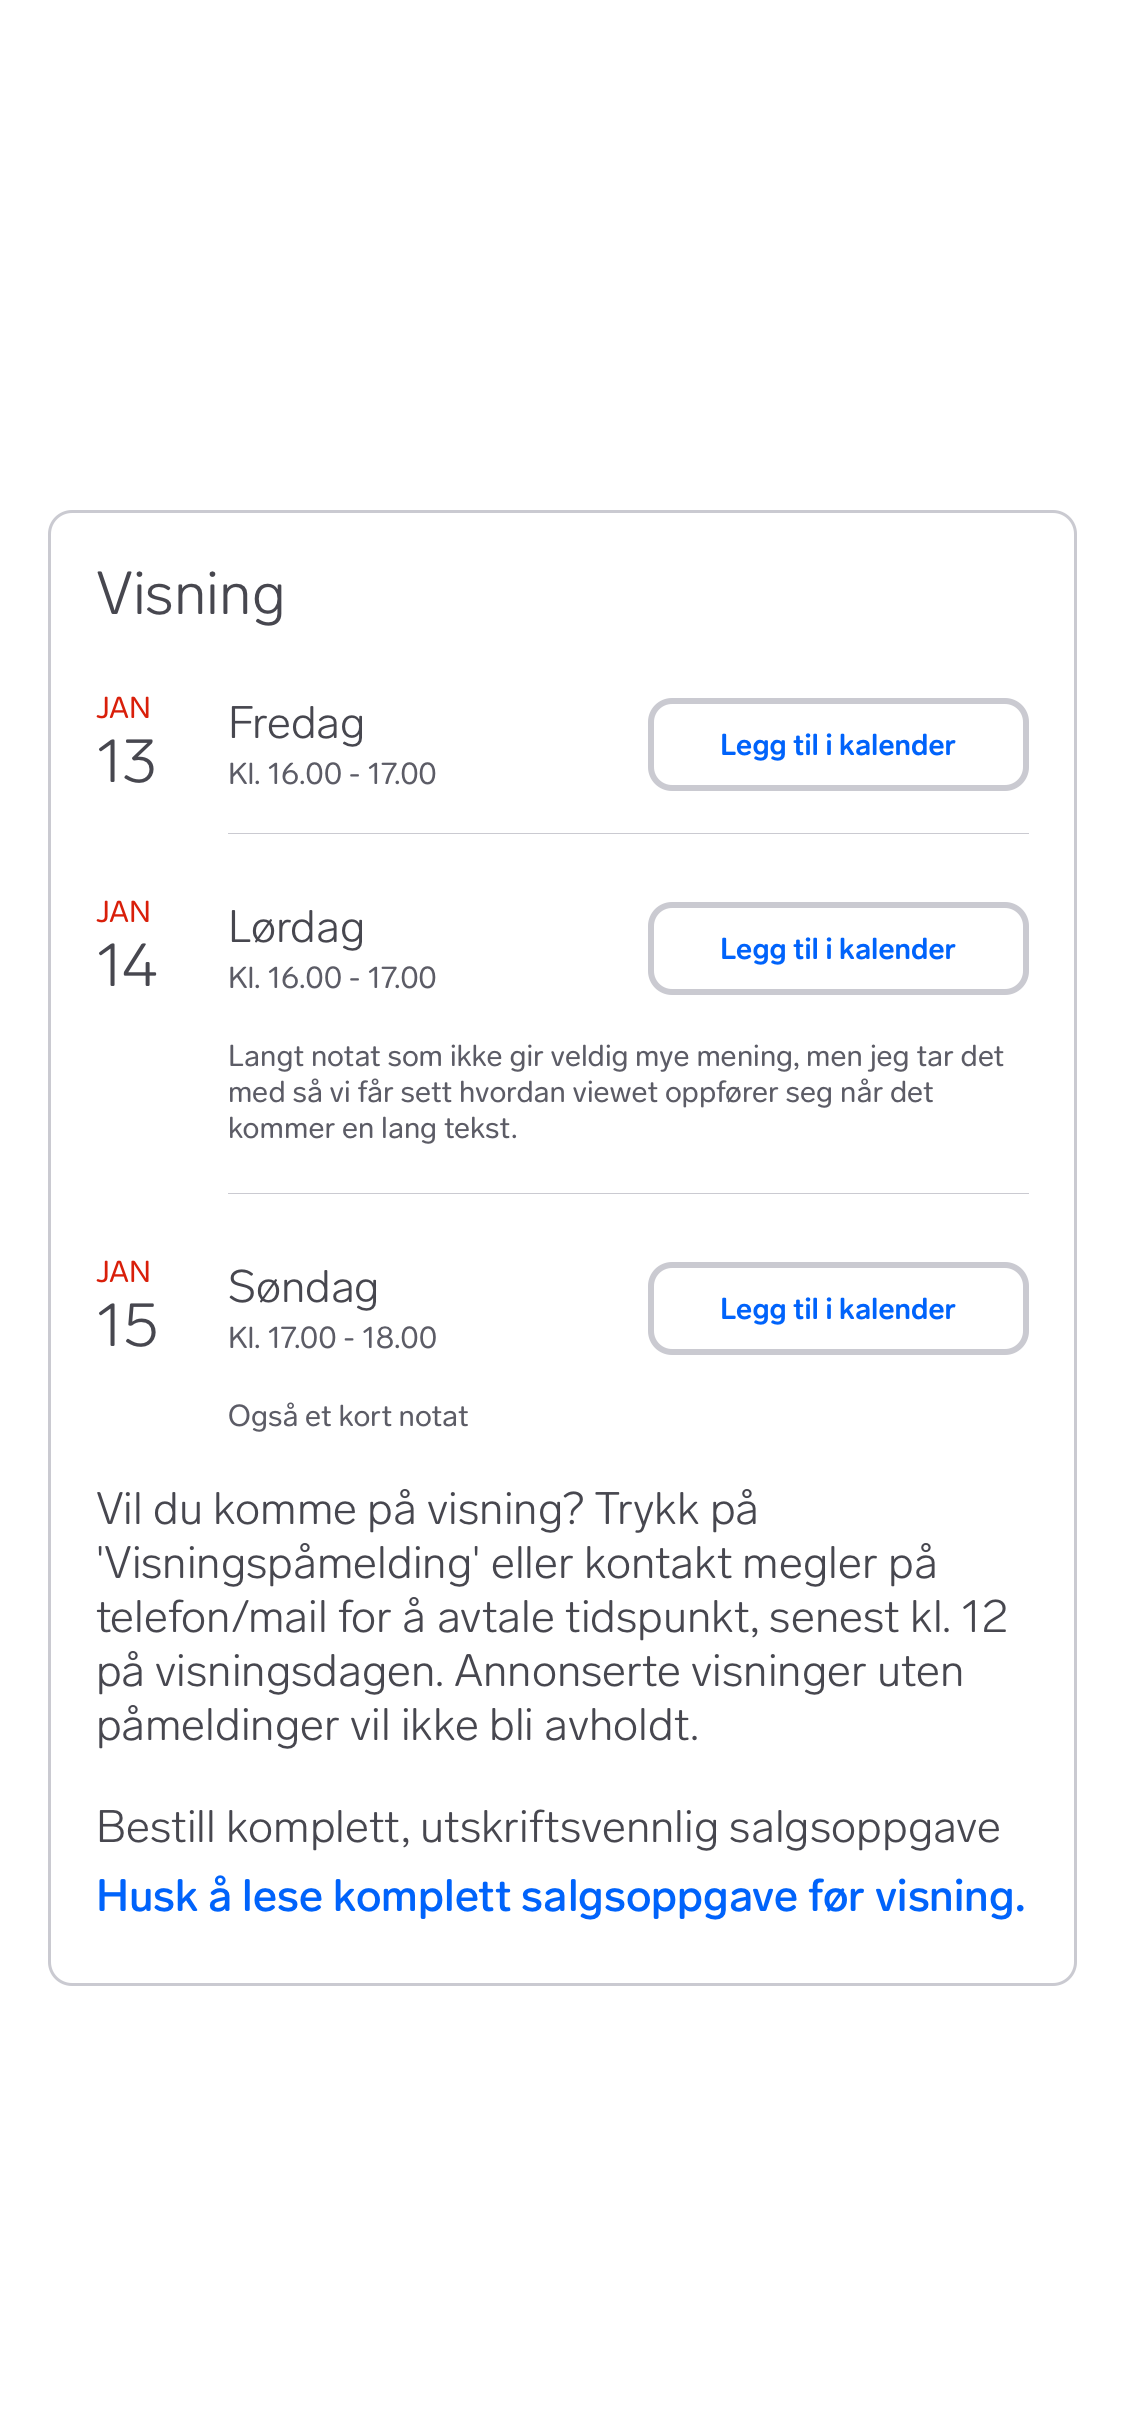 Visning
JAN
13
Fredag
Kl. 16.00 - 17.00
Legg til i kalender
JAN
14
Lørdag
Kl. 16.00 - 17.00
Legg til i kalender
Langt notat som ikke gir veldig mye mening, men jeg tar det
med så vi får sett hvordan viewet oppfører seg når det
kommer en lang tekst.
JAN
15
Søndag
Kl. 17.00 - 18.00
Legg til i kalender
Også et kort notat
Vil du komme på visning? Trykk på
'Visningspåmelding' eller kontakt megler på
telefon/mail for å avtale tidspunkt, senest kl. 12
på visningsdagen. Annonserte visninger uten
påmeldinger vil ikke bli avholdt.
Bestill komplett, utskriftsvennlig salgsoppgave
Husk å lese komplett salgsoppgave før visning.